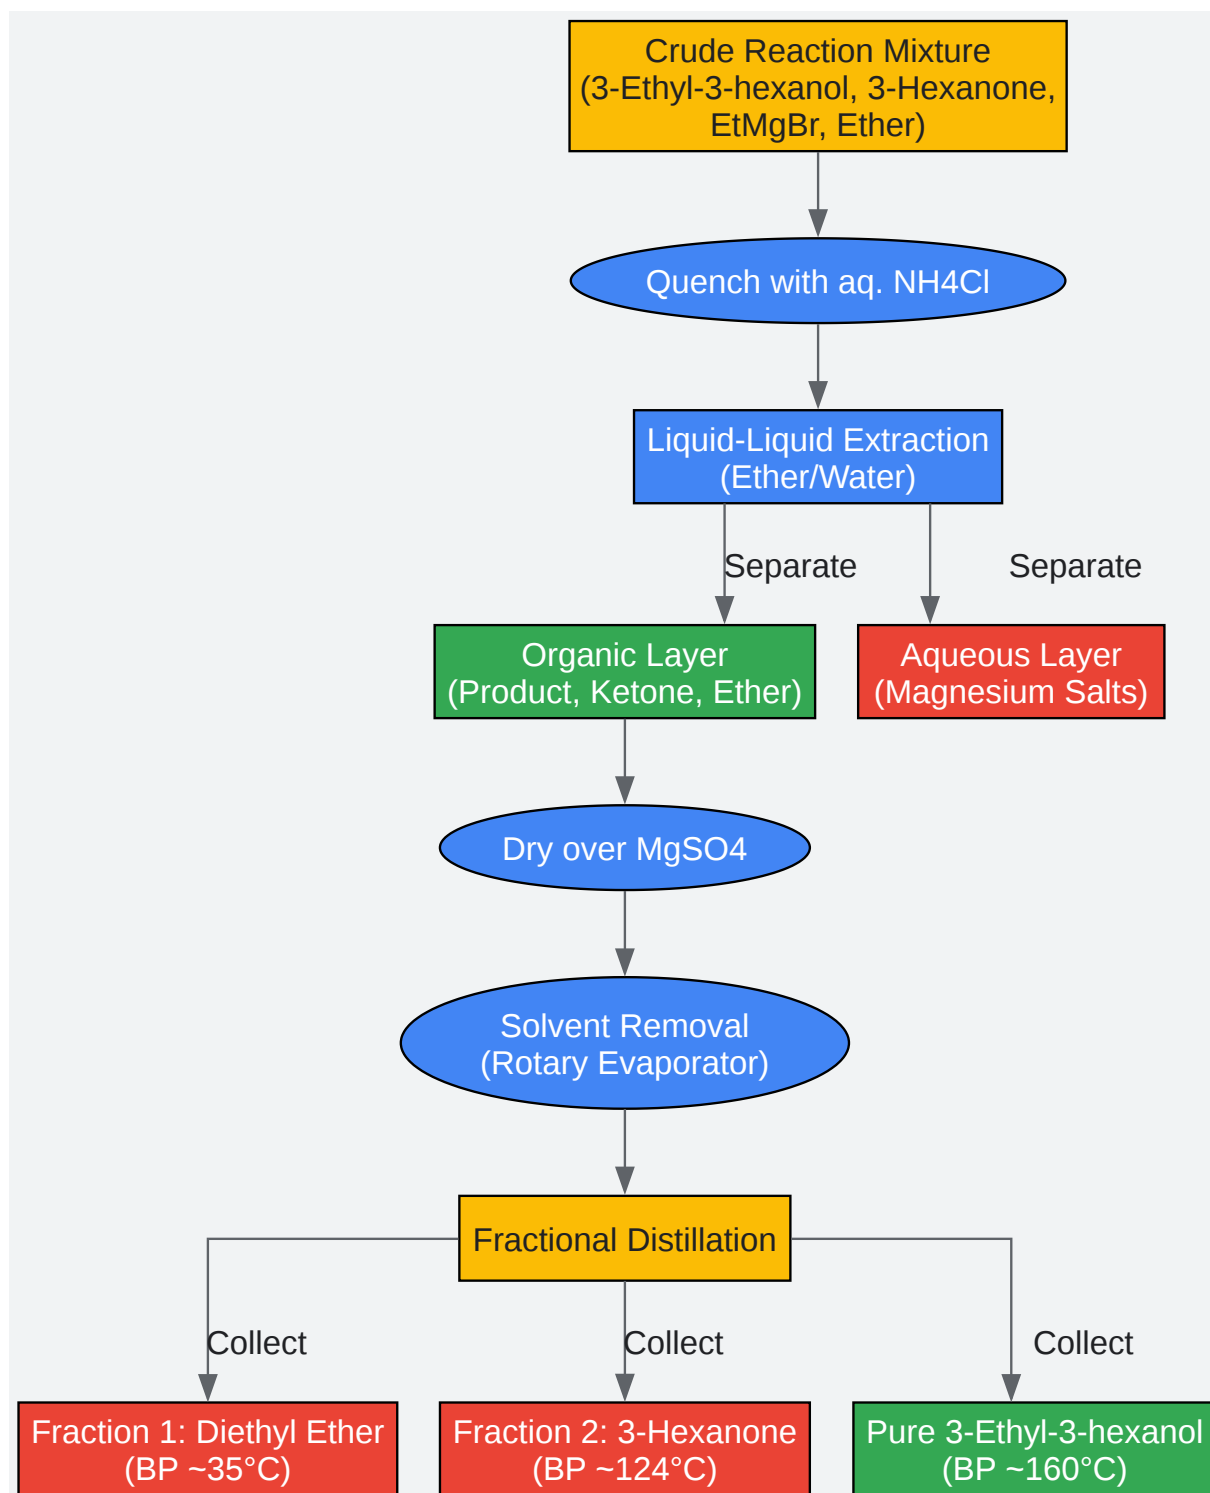 Crude Reaction Mixture
(3-Ethyl-3-hexanol, 3-Hexanone,
EtMgBr, Ether)
Quench with aq. NH4Cl
Liquid-Liquid Extraction
(Ether/Water)
Separate
Separate
Organic Layer
(Product, Ketone, Ether)
Aqueous Layer
(Magnesium Salts)
Dry over MgSO4
Solvent Removal
(Rotary Evaporator)
Fractional Distillation
Collect
Collect
Collect
Fraction 1: Diethyl Ether
(BP ~35°C)
Fraction 2: 3-Hexanone
(BP ~124°C)
Pure 3-Ethyl-3-hexanol
(BP ~160°C)